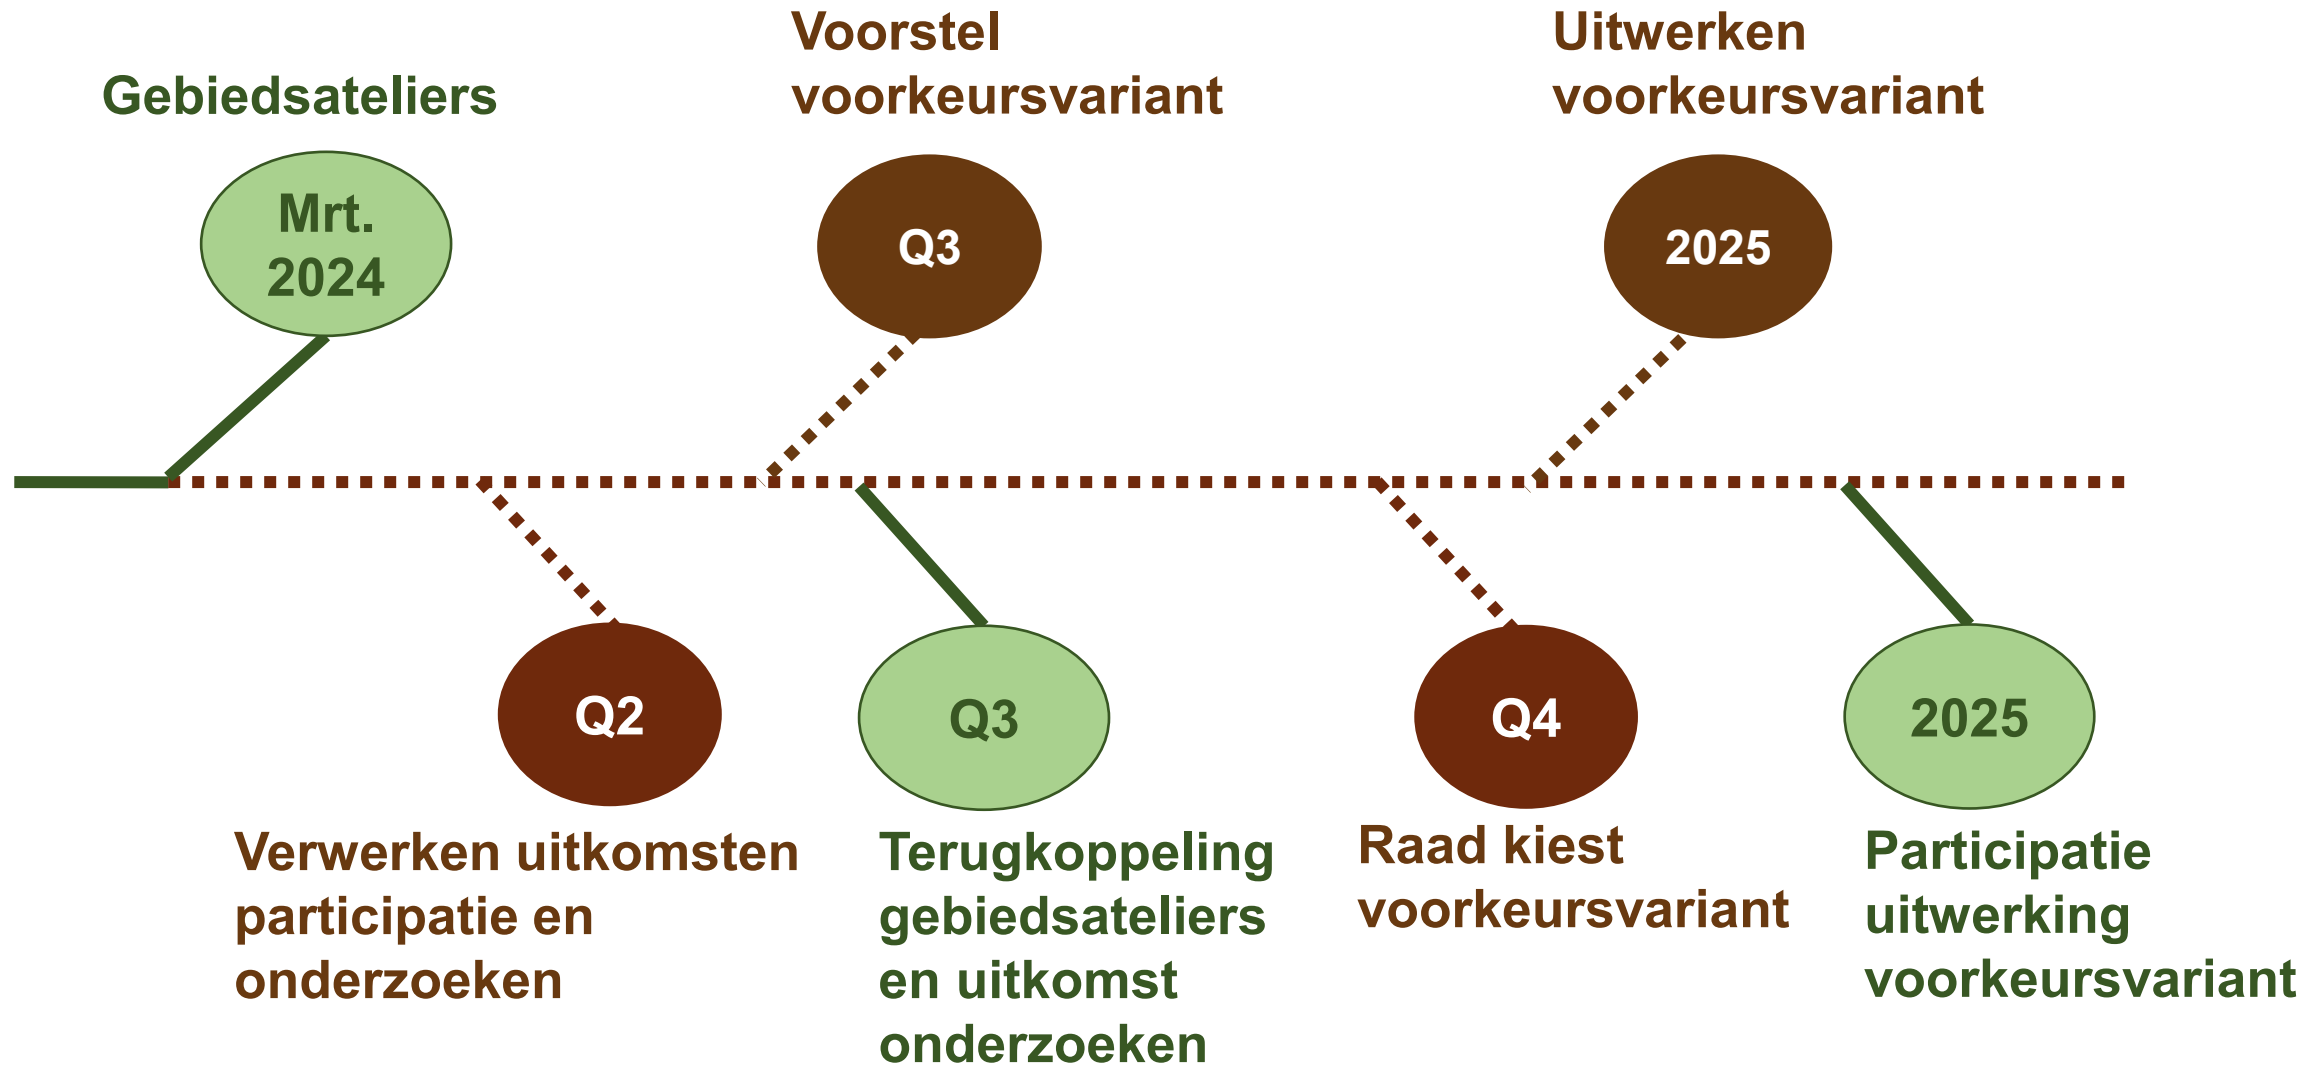 Gebiedsateliers
Mrt.
2024
Voorstel
voorkeursvariant
Q3
Uitwerken
voorkeursvariant
2025
Q2
Verwerken uitkomsten
participatie en
onderzoeken
Q3
Terugkoppeling
gebiedsateliers
en uitkomst
onderzoeken
Q4
Raad kiest
voorkeursvariant
2025
Participatie
uitwerking
voorkeursvariant